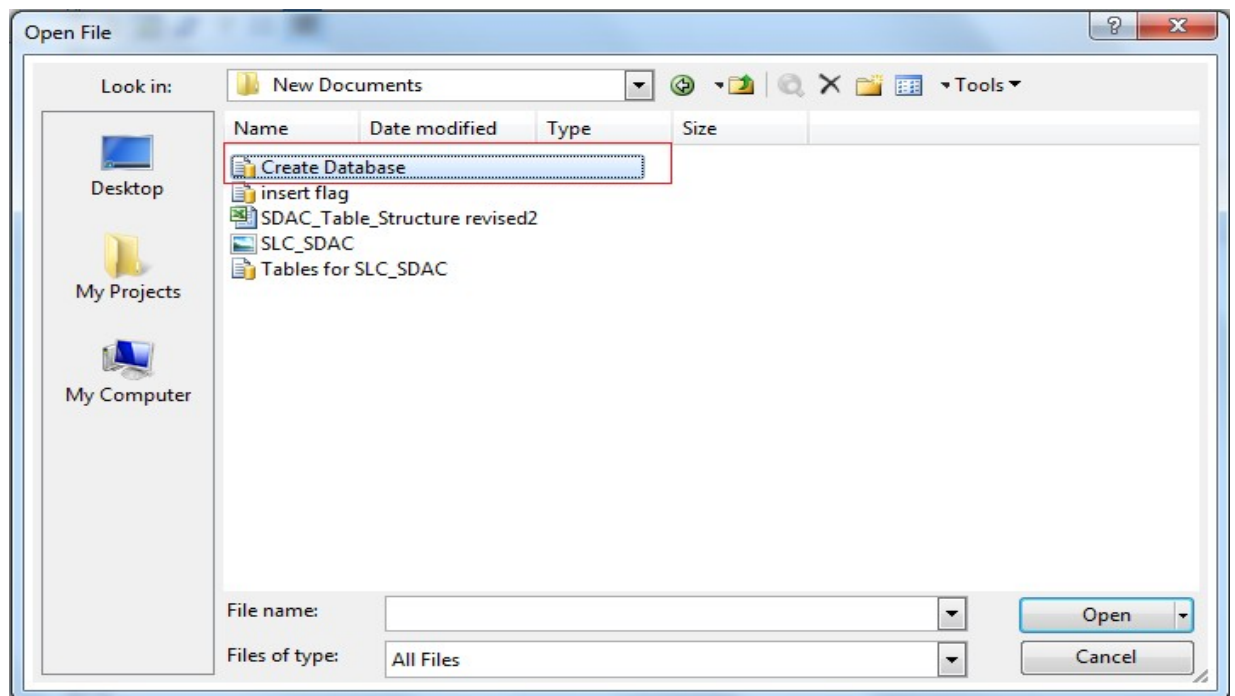 Open File
Look in:
New Documents
Tools
Name Date modified Type Size
Desktop
My Projects
My Computer
Create Database
insert flag
SDAC_Table_Structure revised2
SLC_SDAC
Tables for SLC_SDAC
File name:
Open
Files of type:
All Files
Cancel